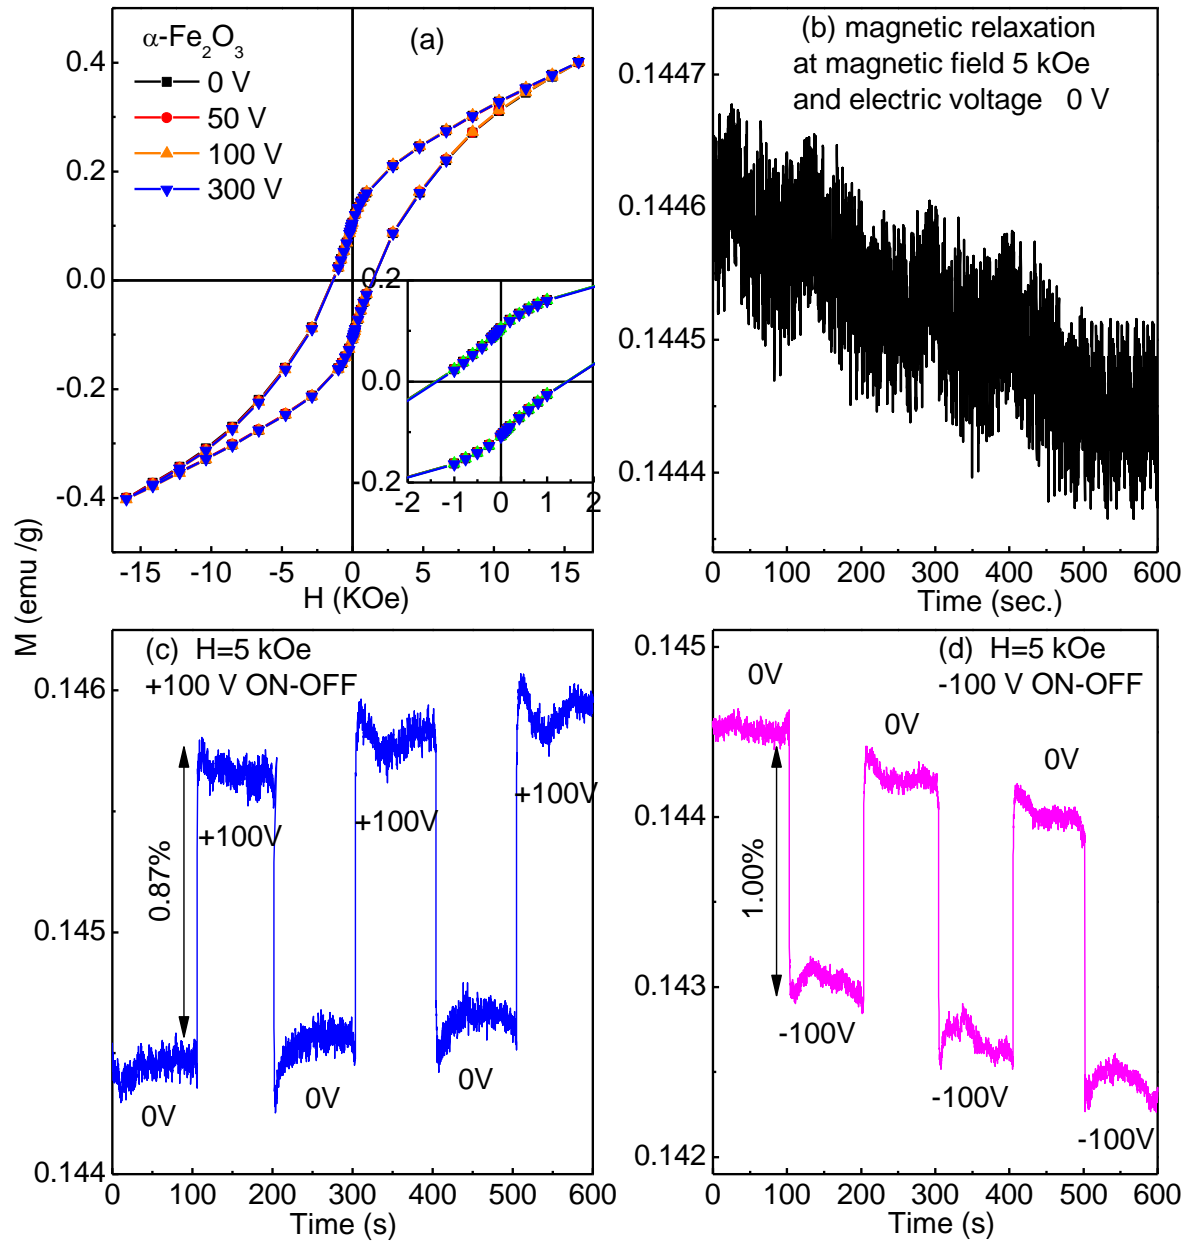 M (emu /g)
α-Fe2O3
(a)
0 V
50 V
100 V
300 V
0.4
0.2
0.0
-0.2
-0.4
-15 -10 -5 0 5 10 15
H (KOe)
0.2
0.0
-0.2
-2 -1 0 1 2
(b) magnetic relaxation
at magnetic field 5 kOe
and electric voltage 0 V
0.1447
0.1446
0.1445
0.1444
0 100 200 300 400 500 600
Time (sec.)
(c) H=5 kOe
+100 V ON-OFF
0.146
0.145
0.144
0.87%
+100V
+100V
+100V
0V
0V
0V
0 100 200 300 400 500 600
Time (s)
(d) H=5 kOe
-100 V ON-OFF
0.145
0.144
0.143
0.142
0V
0V
0V
1.00%
-100V
-100V
-100V
0 100 200 300 400 500 600
Time (s)